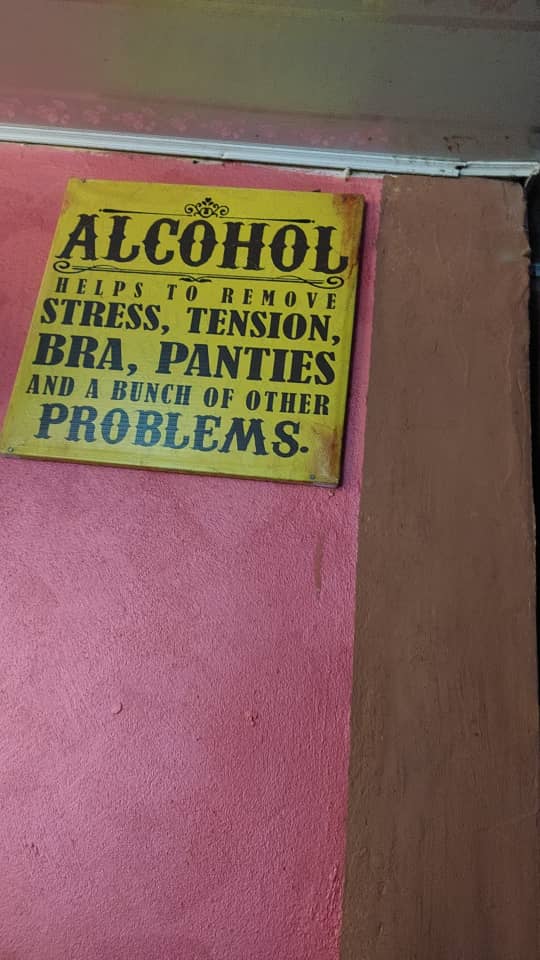 ALCOHOL
HELPS TO REMOVE
STRESS, TENSION,
BRA, PANTIES
AND A BUNCH OF OTHER
PROBLEMS.